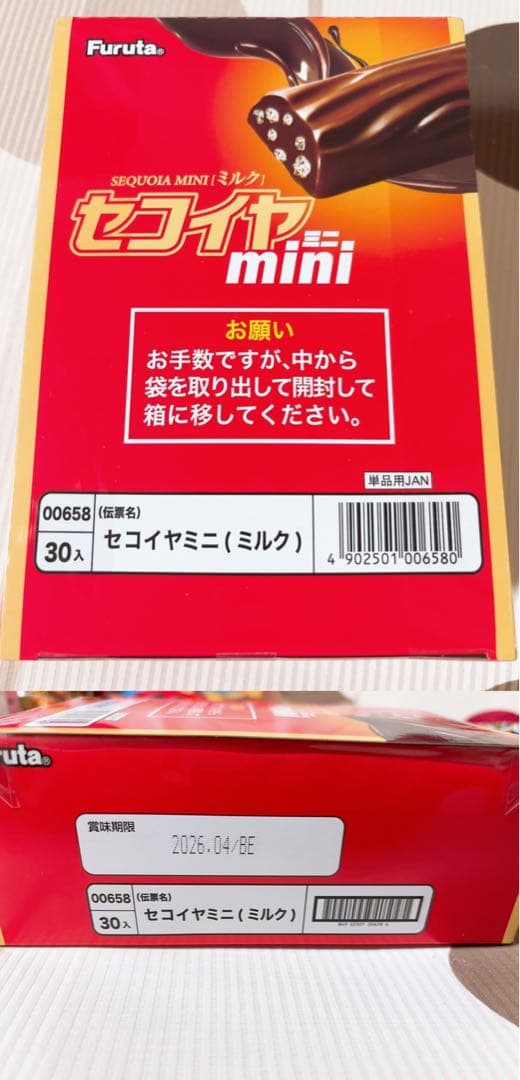 Furuta®
SEQUOIA MINI [ミルク]
セコイヤ
ミニ
mini
お願い
お手数ですが、中から
袋を取り出して開封して
箱に移してください。
単品用JAN
00658 (伝票名)
30入 セコイヤミニ(ミルク)
4 902501 006580
uta®
賞味期限
2026.04/BE
00658 (伝票名)
30入 セコイヤミニ(ミルク)